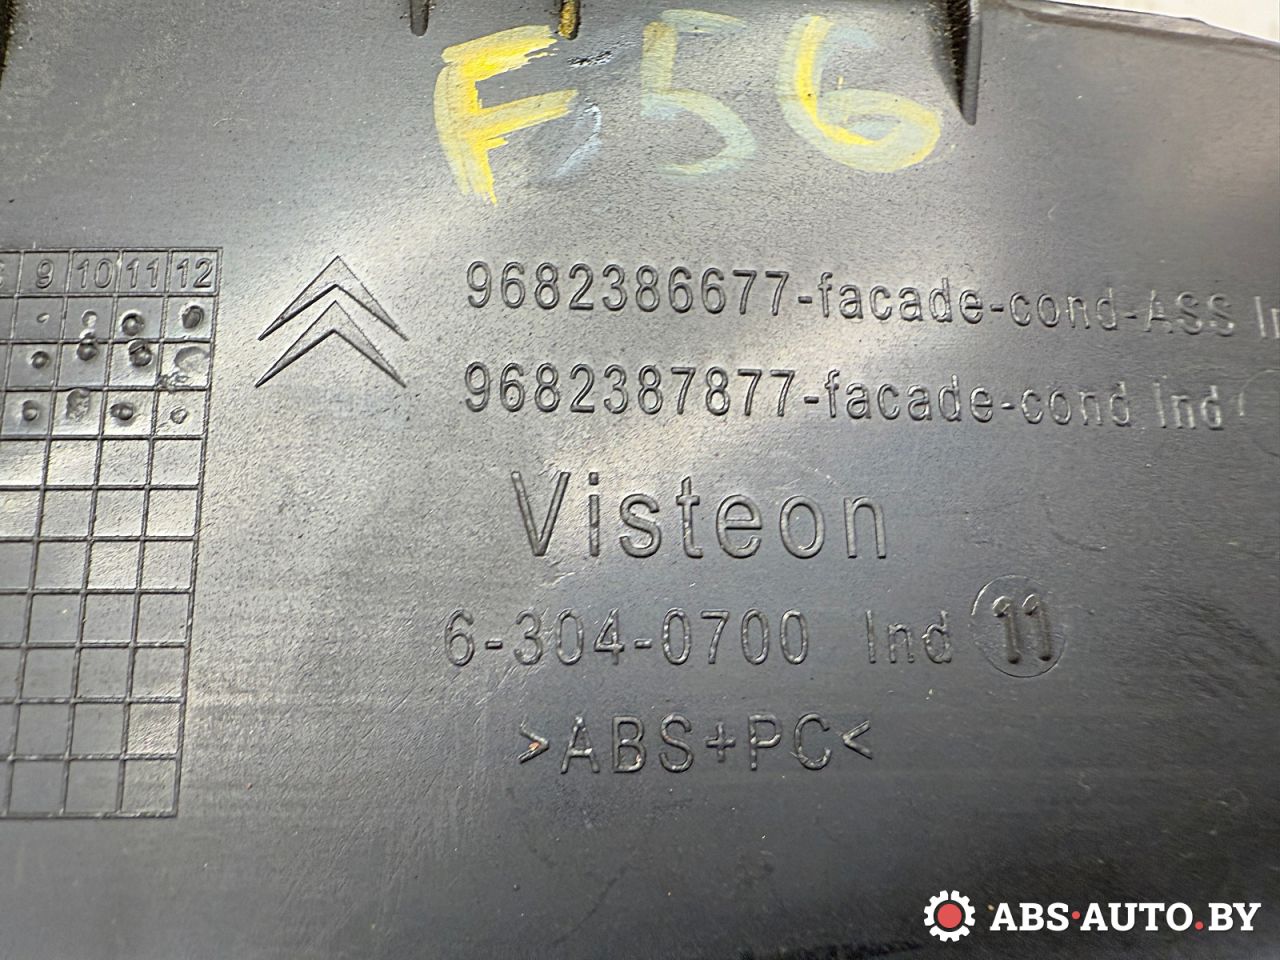 F56
9 10 11 12
9682386677-facade-cond-ASS
9682387877-facade-cond Ind
Visteon
6-304-0700 Ind 11
>ABS+PC<
ABS·AUTO.BY